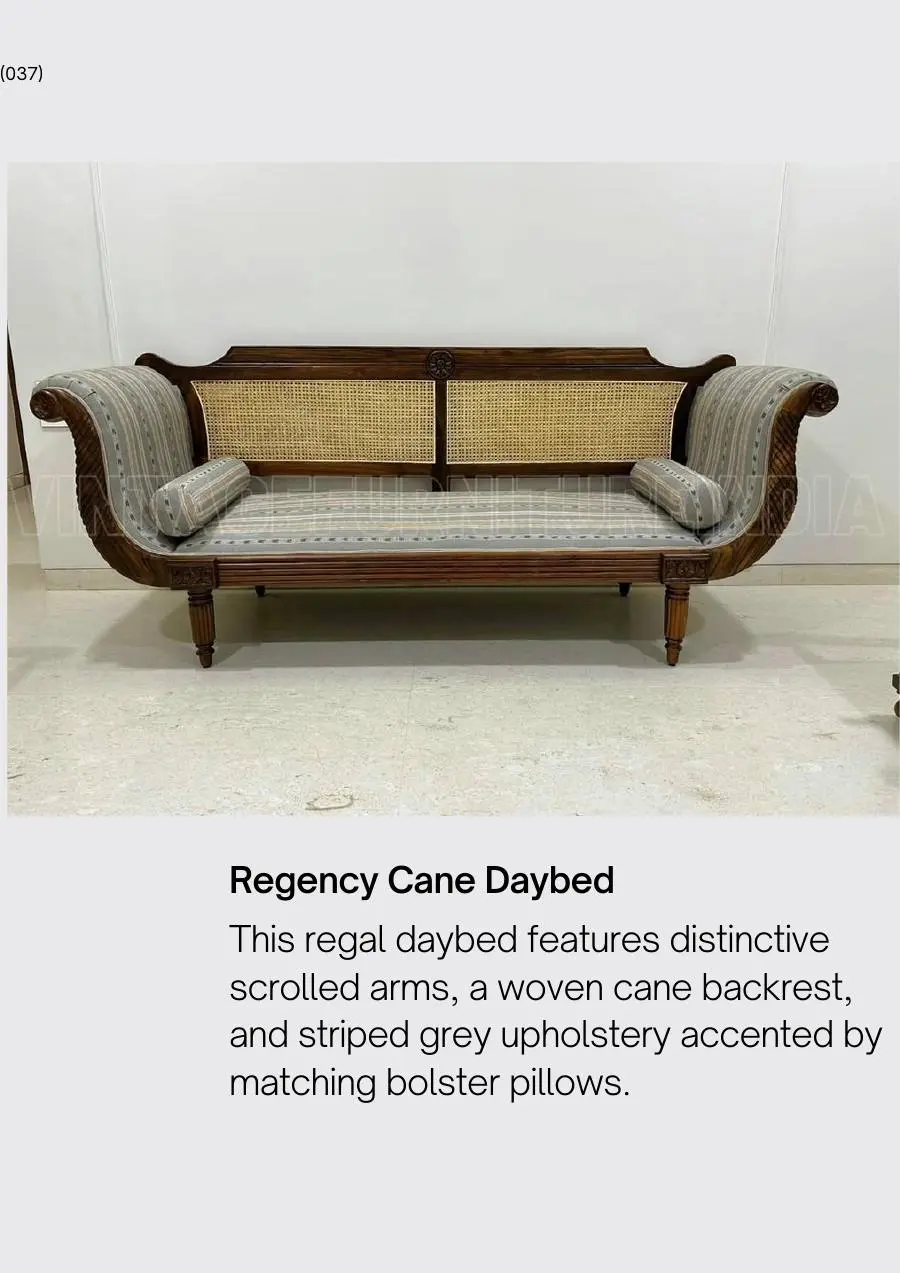 (037)
VINTAGEFURNITUREINDIA
Regency Cane Daybed
This regal daybed features distinctive
scrolled arms, a woven cane backrest,
and striped grey upholstery accented by
matching bolster pillows.